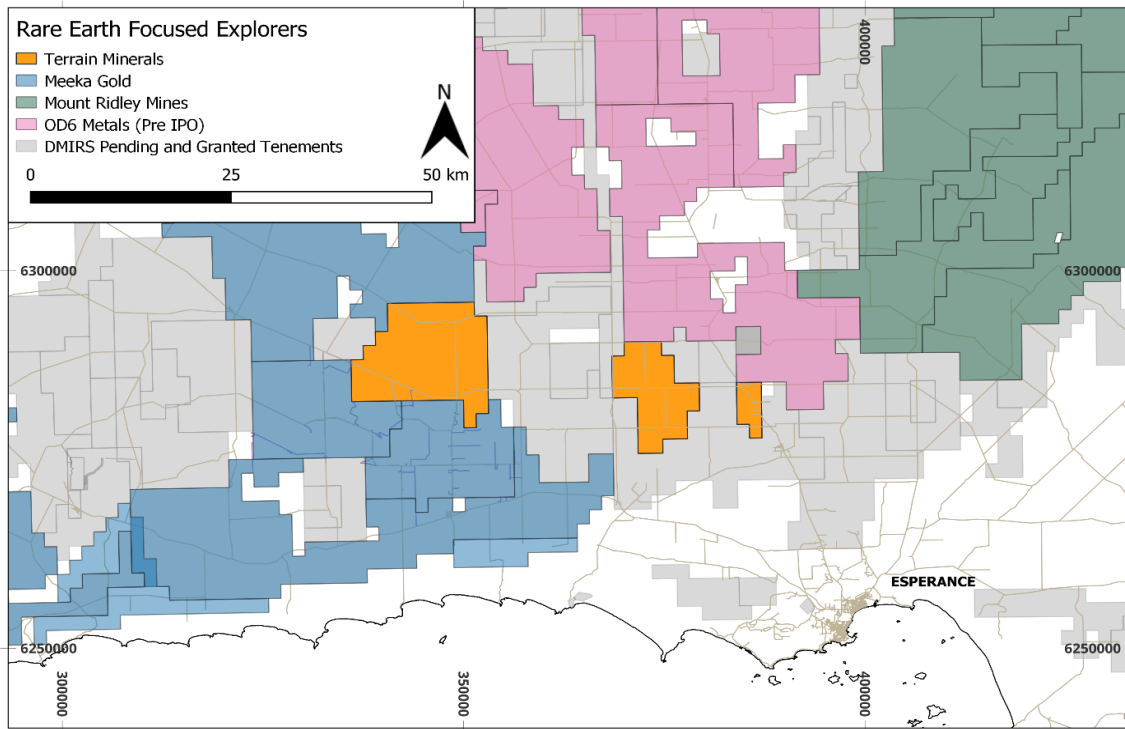 Rare Earth Focused Explorers
Terrain Minerals
Meeka Gold
Mount Ridley Mines
OD6 Metals (Pre IPO)
DMIRS Pending and Granted Tenements
N
0 25 50 km
400000
6300000 6300000
ESPERANCE
6250000 6250000
300000 350000 400000